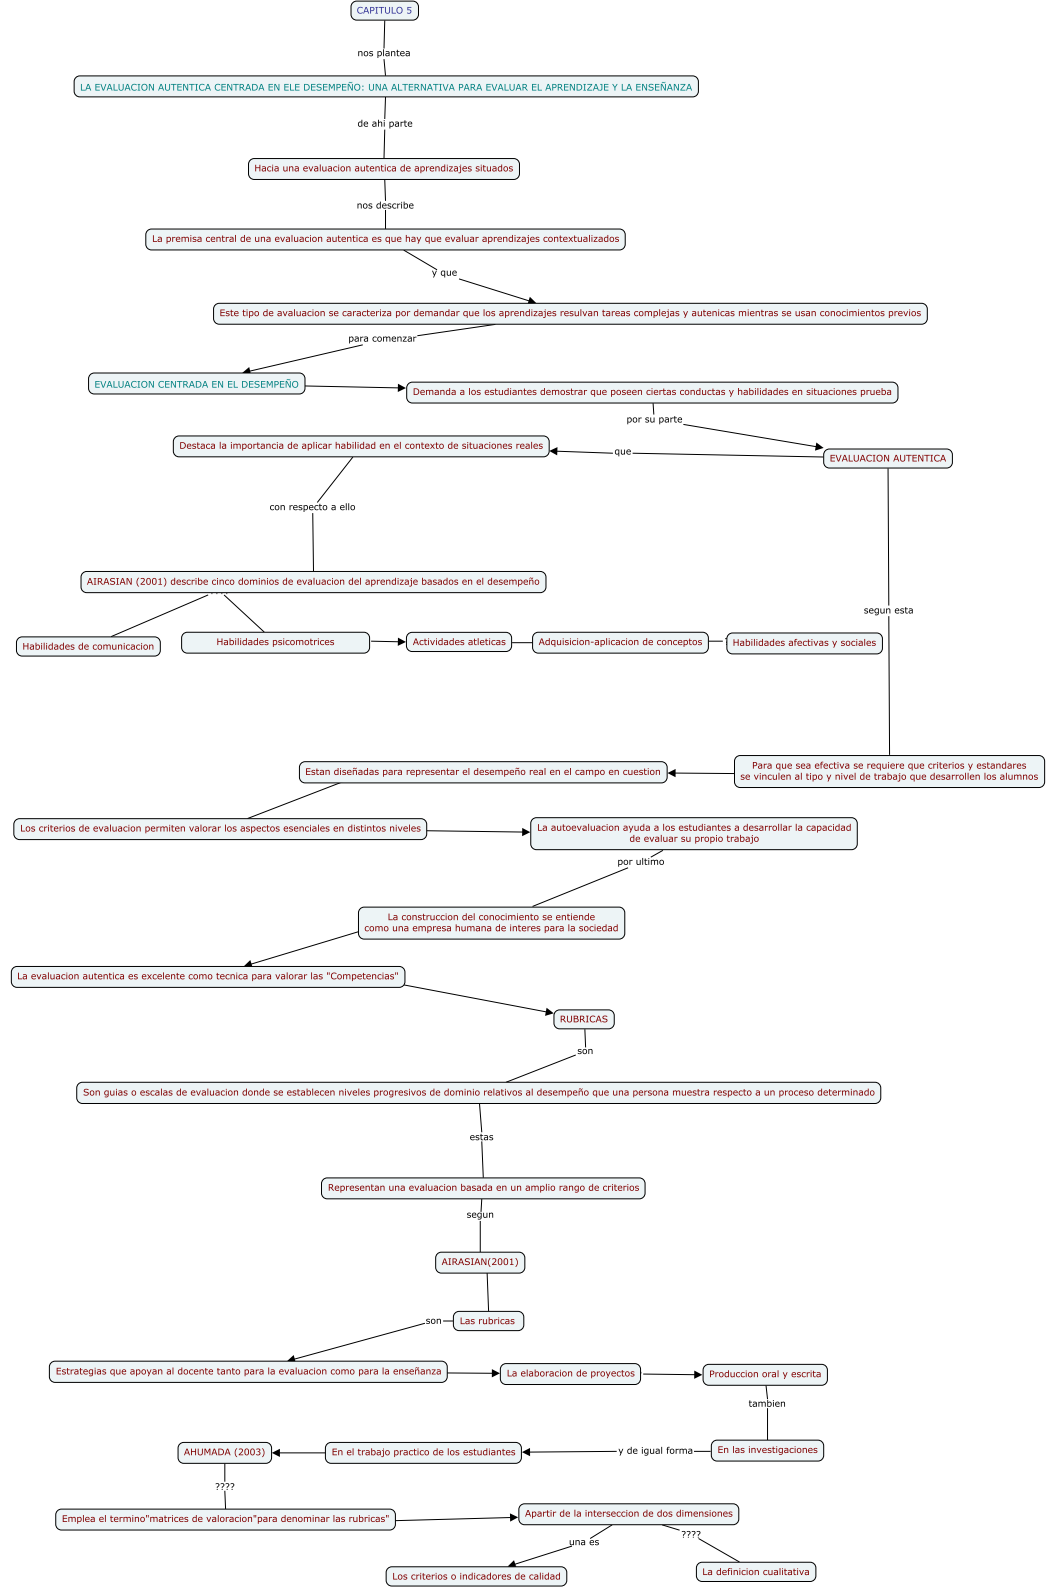 CAPITULO 5
nos plantea
LA EVALUACION AUTENTICA CENTRADA EN ELE DESEMPEÑO: UNA ALTERNATIVA PARA EVALUAR EL APRENDIZAJE Y LA ENSEÑANZA
de ahi parte
Hacia una evaluacion autentica de aprendizajes situados
nos describe
La premisa central de una evaluacion autentica es que hay que evaluar aprendizajes contextualizados
y que
Este tipo de avaluacion se caracteriza por demandar que los aprendizajes resulvan tareas complejas y autenicas mientras se usan conocimientos previos
para comenzar
EVALUACION CENTRADA EN EL DESEMPEÑO
Demanda a los estudiantes demostrar que poseen ciertas conductas y habilidades en situaciones prueba
por su parte
Destaca la importancia de aplicar habilidad en el contexto de situaciones reales
que
EVALUACION AUTENTICA
con respecto a ello
AIRASIAN (2001) describe cinco dominios de evaluacion del aprendizaje basados en el desempeño
segun esta
Habilidades de comunicacion
Habilidades psicomotrices
Actividades atleticas
Adquisicion-aplicacion de conceptos
Habilidades afectivas y sociales
Para que sea efectiva se requiere que criterios y estandares
se vinculen al tipo y nivel de trabajo que desarrollen los alumnos
Estan diseñadas para representar el desempeño real en el campo en cuestion
Los criterios de evaluacion permiten valorar los aspectos esenciales en distintos niveles
La autoevaluacion ayuda a los estudiantes a desarrollar la capacidad
de evaluar su propio trabajo
por ultimo
La construccion del conocimiento se entiende
como una empresa humana de interes para la sociedad
La evaluacion autentica es excelente como tecnica para valorar las "Competencias"
RUBRICAS
son
Son guias o escalas de evaluacion donde se establecen niveles progresivos de dominio relativos al desempeño que una persona muestra respecto a un proceso determinado
estas
Representan una evaluacion basada en un amplio rango de criterios
segun
AIRASIAN(2001)
Las rubricas
son
Estrategias que apoyan al docente tanto para la evaluacion como para la enseñanza
La elaboracion de proyectos
Produccion oral y escrita
tambien
En las investigaciones
y de igual forma
En el trabajo practico de los estudiantes
AHUMADA (2003)
????
Emplea el termino"matrices de valoracion"para denominar las rubricas"
Apartir de la interseccion de dos dimensiones
una es
????
Los criterios o indicadores de calidad
La definicion cualitativa